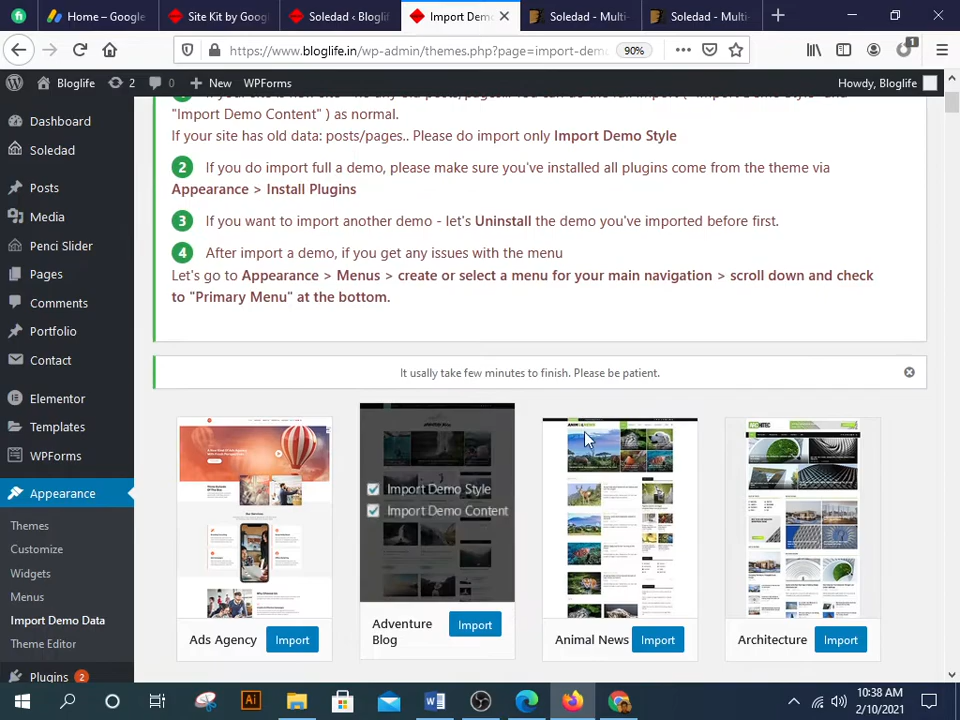 Home – Google
Site Kit by Goog
Soledad ‹ Bloglif
Import Demo
Soledad - Multi-
Soledad - Multi-
https://www.bloglife.in/wp-admin/themes.php?page=import-demo
90%
Bloglife
2
0
New
WPForms
Howdy, Bloglife
Dashboard
Soledad
Posts
Media
Penci Slider
Pages
Comments
Portfolio
Contact
Elementor
Templates
WPForms
Appearance
Themes
Customize
Widgets
Menus
Import Demo Data
Theme Editor
Plugins 2
"Import Demo Content" ) as normal.
If your site has old data: posts/pages.. Please do import only Import Demo Style
2 If you do import full a demo, please make sure you've installed all plugins come from the theme via
Appearance > Install Plugins
3 If you want to import another demo - let's Uninstall the demo you've imported before first.
4 After import a demo, if you get any issues with the menu
Let's go to Appearance > Menus > create or select a menu for your main navigation > scroll down and check
to "Primary Menu" at the bottom.
It usally take few minutes to finish. Please be patient.
Import Demo Style
Import Demo Content
Ads Agency
Import
Adventure
Blog
Import
Animal News
Import
Architecture
Import
10:38 AM
2/10/2021